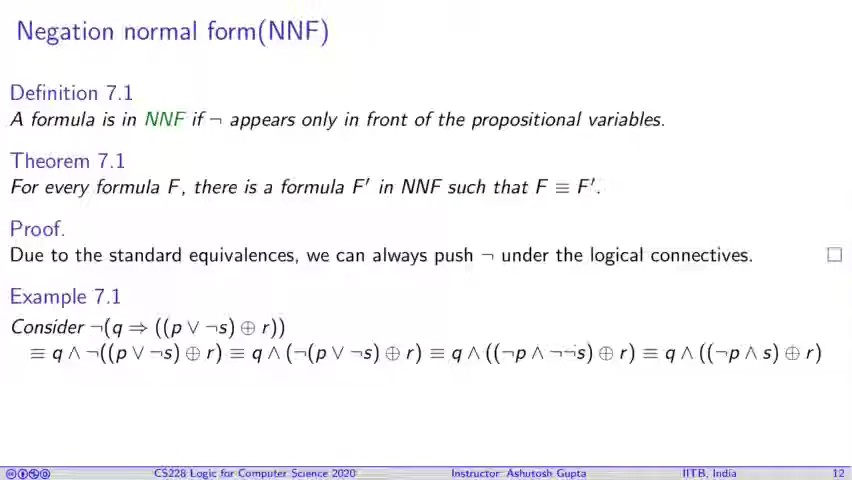 Negation normal form(NNF)
Definition 7.1
A formula is in NNF if ¬ appears only in front of the propositional variables.
Theorem 7.1
For every formula F, there is a formula F′ in NNF such that F ≡ F′.
Proof.
Due to the standard equivalences, we can always push ¬ under the logical connectives. □
Example 7.1
Consider ¬(q ⇒ ((p ∨ ¬s) ⊕ r))
≡ q ∧ ¬((p ∨ ¬s) ⊕ r) ≡ q ∧ (¬(p ∨ ¬s) ⊕ r) ≡ q ∧ ((¬p ∧ ¬¬s) ⊕ r) ≡ q ∧ ((¬p ∧ s) ⊕ r)
CS228 Logic for Computer Science 2020 Instructor: Ashutosh Gupta IITB, India 12